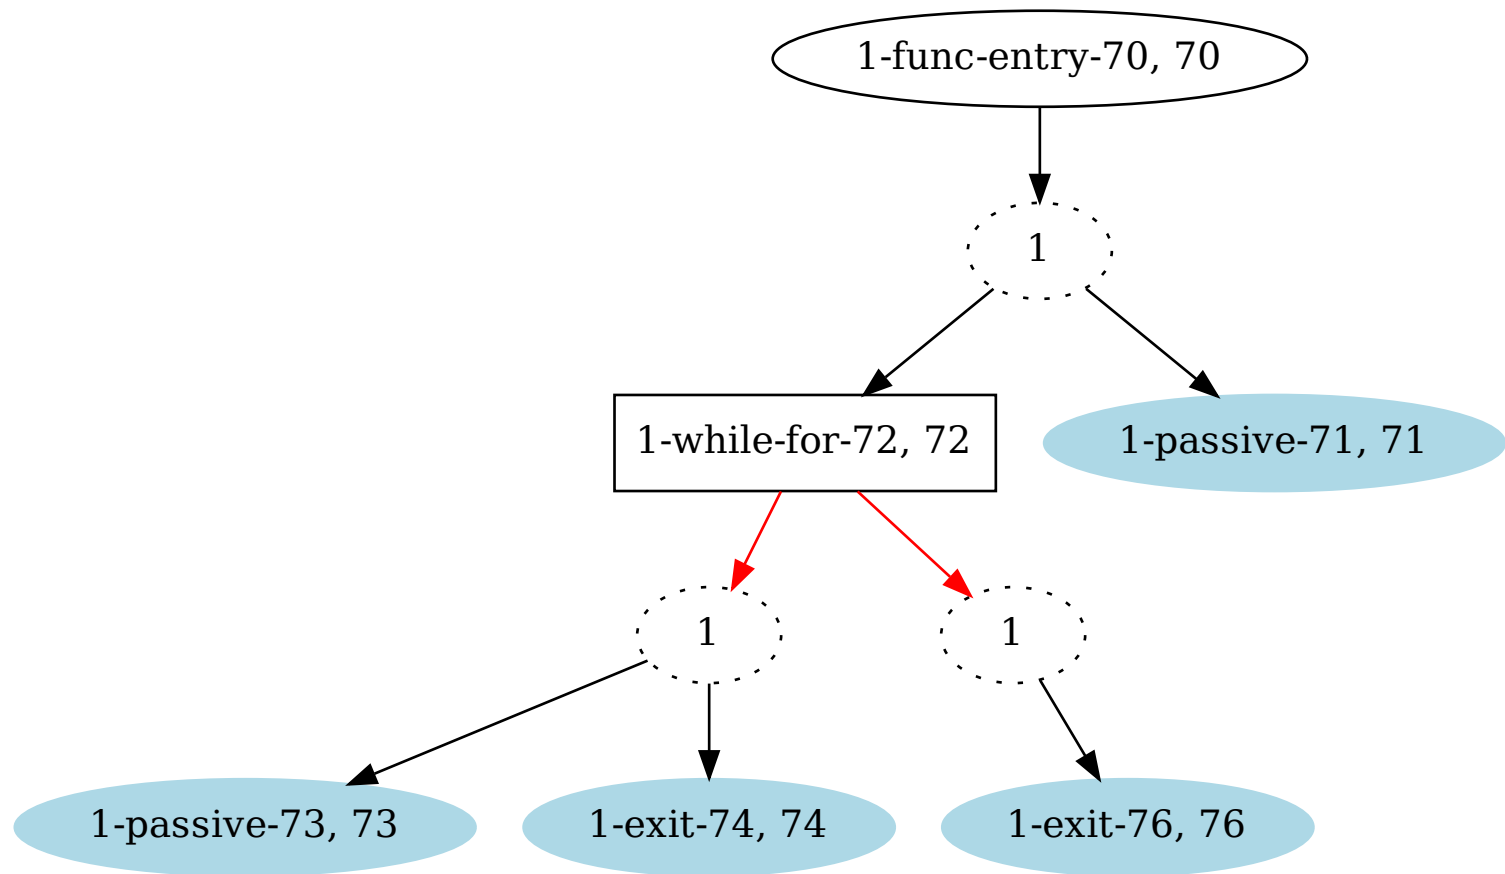 1-func-entry-70, 70
1
1-while-for-72, 72
1-passive-71, 71
1
1
1-passive-73, 73
1-exit-74, 74
1-exit-76, 76